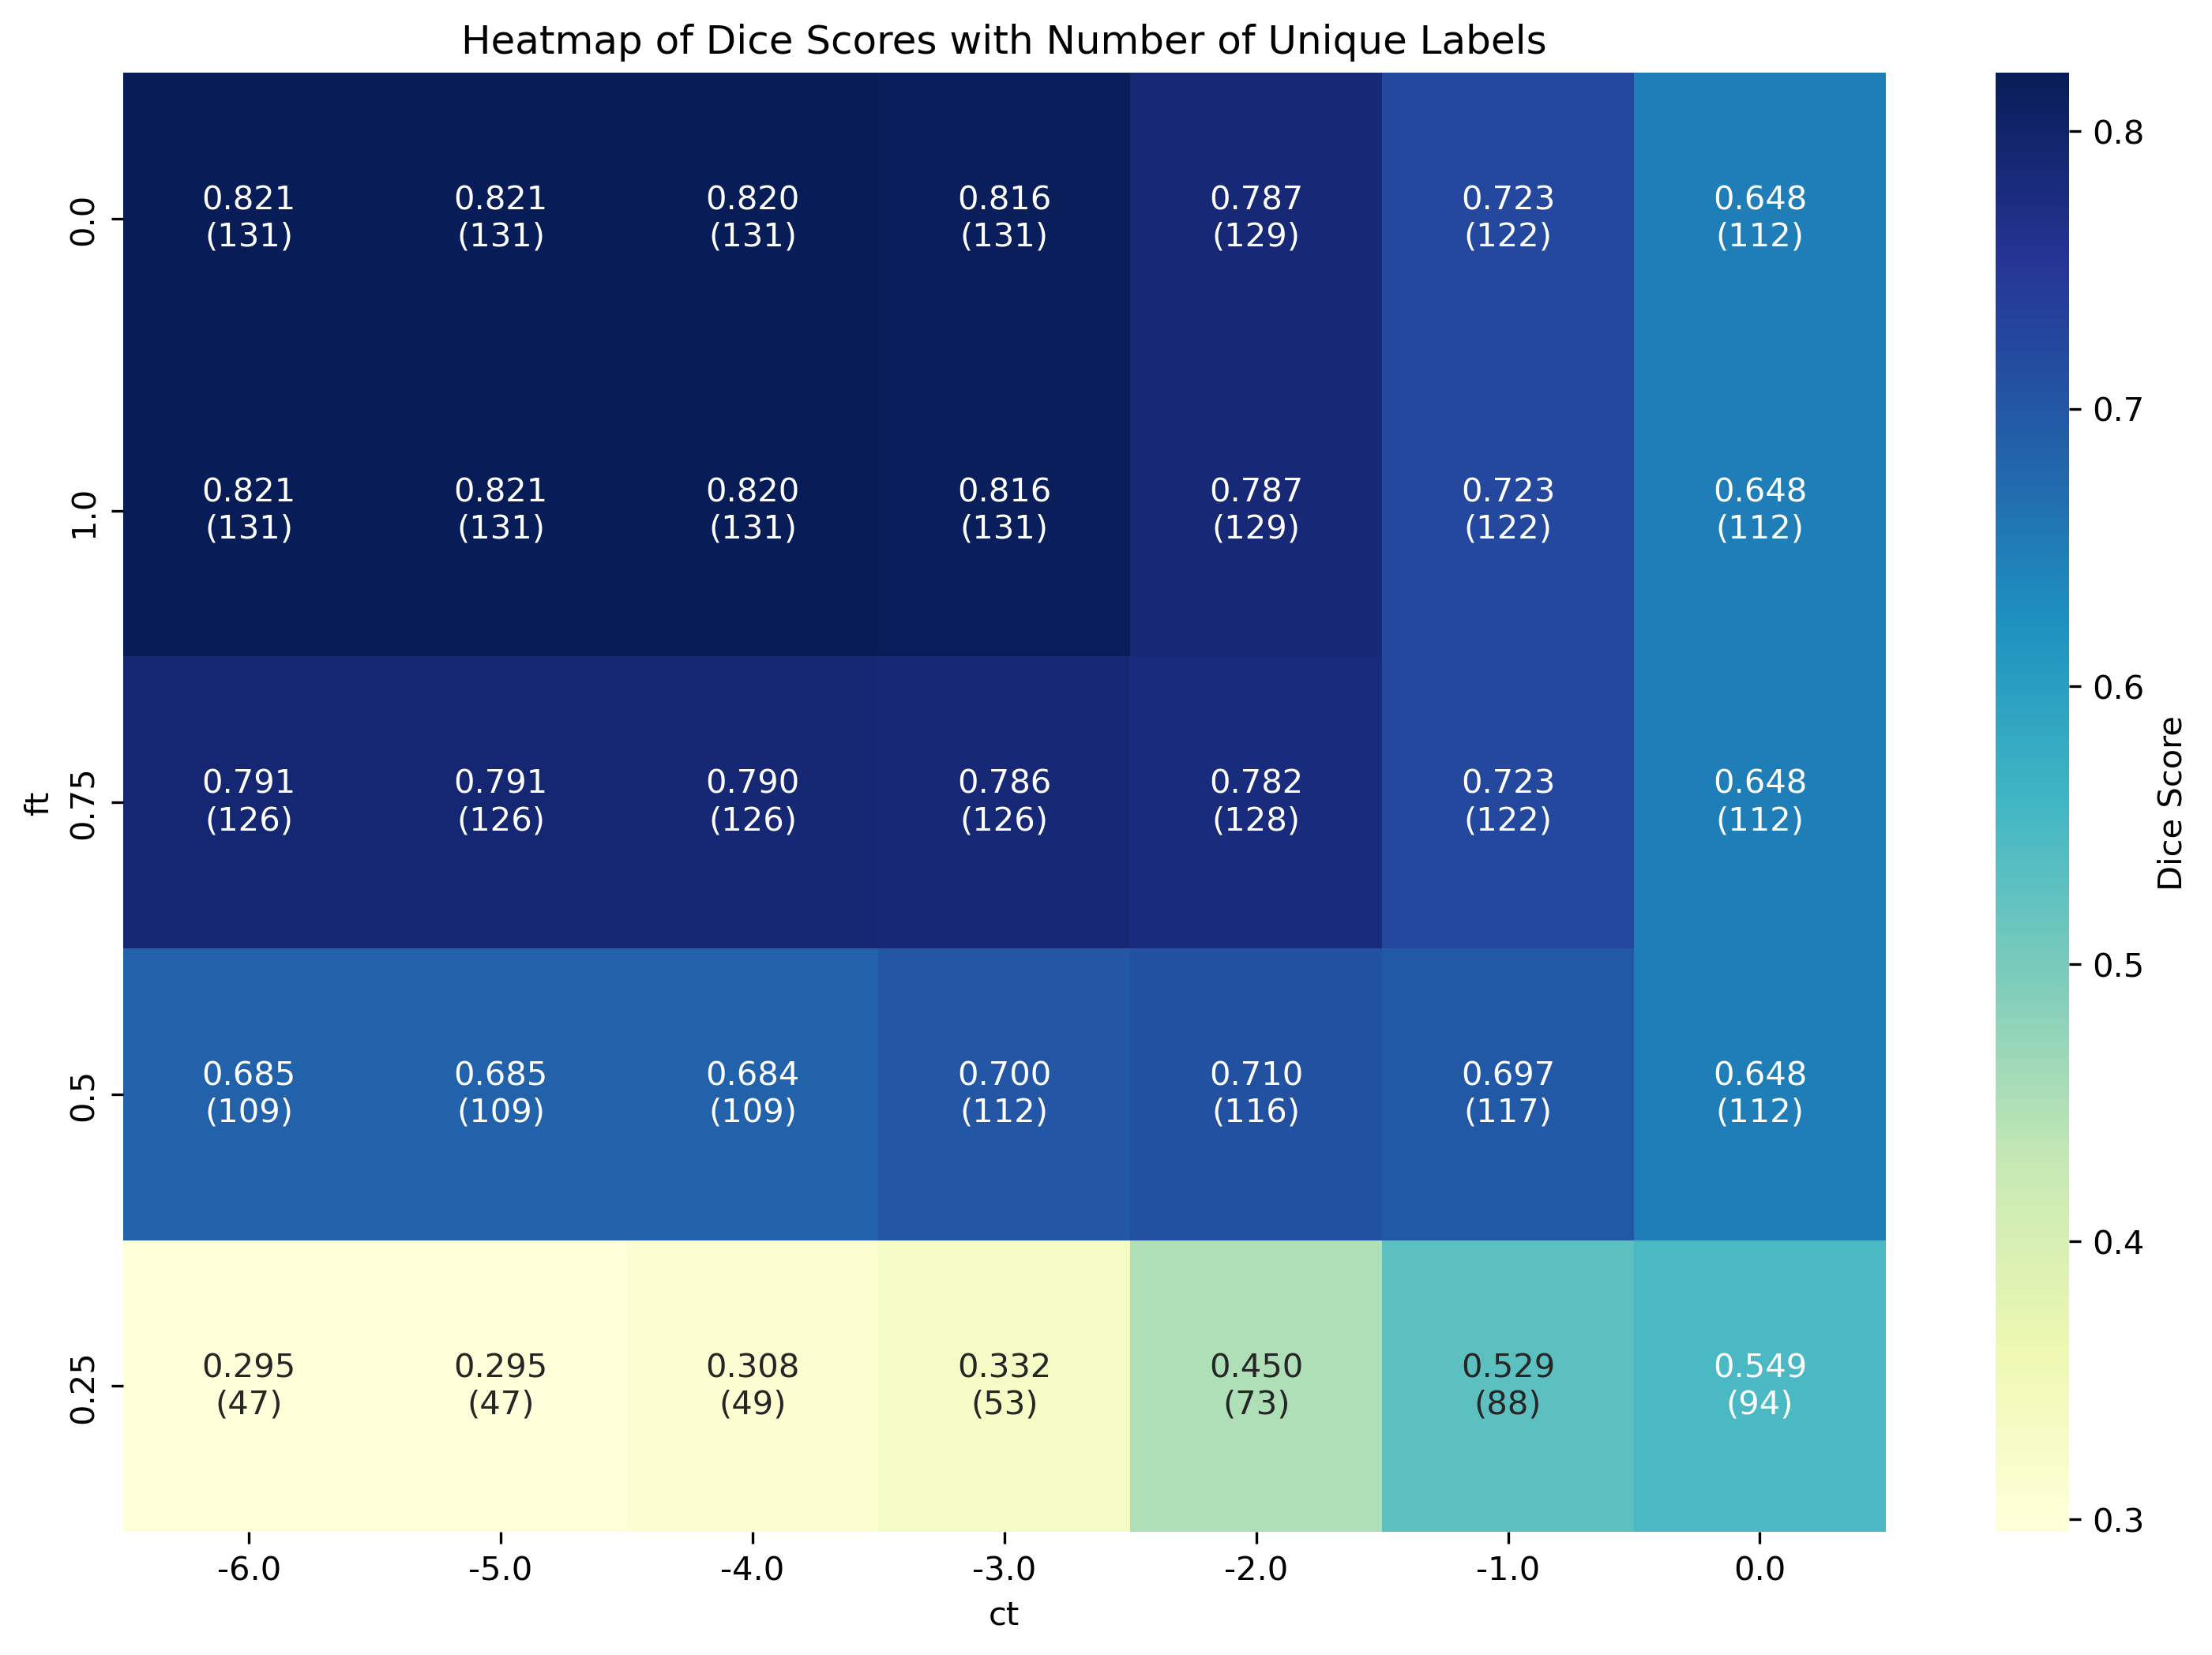 Heatmap of Dice Scores with Number of Unique Labels
ft
0.0
0.821 0.821 0.820 0.816 0.787 0.723 0.648
(131) (131) (131) (131) (129) (122) (112)
1.0
0.821 0.821 0.820 0.816 0.787 0.723 0.648
(131) (131) (131) (131) (129) (122) (112)
0.75
0.791 0.791 0.790 0.786 0.782 0.723 0.648
(126) (126) (126) (126) (128) (122) (112)
0.5
0.685 0.685 0.684 0.700 0.710 0.697 0.648
(109) (109) (109) (112) (116) (117) (112)
0.25
0.295 0.295 0.308 0.332 0.450 0.529 0.549
(47) (47) (49) (53) (73) (88) (94)
-6.0 -5.0 -4.0 -3.0 -2.0 -1.0 0.0
ct
0.8
0.7
0.6
0.5
0.4
0.3
Dice Score